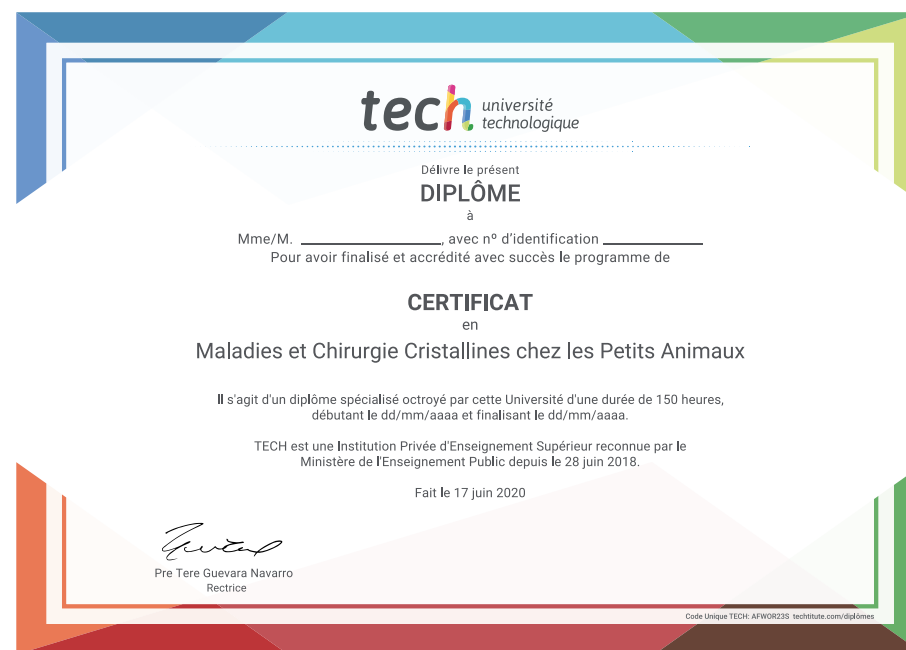 tech université
technologique
Délivre le présent
DIPLÔME
à
Mme/M. ____________________, avec nº d'identification ______________
Pour avoir finalisé et accrédité avec succès le programme de
CERTIFICAT
en
Maladies et Chirurgie Cristallines chez les Petits Animaux
Il s'agit d'un diplôme spécialisé octroyé par cette Université d'une durée de 150 heures,
débutant le dd/mm/aaaa et finalisant le dd/mm/aaaa.
TECH est une Institution Privée d'Enseignement Supérieur reconnue par le
Ministère de l'Enseignement Public depuis le 28 juin 2018.
Fait le 17 juin 2020
Pre Tere Guevara Navarro
Rectrice
Code Unique TECH: AFWOR23S techtitute.com/diplômes